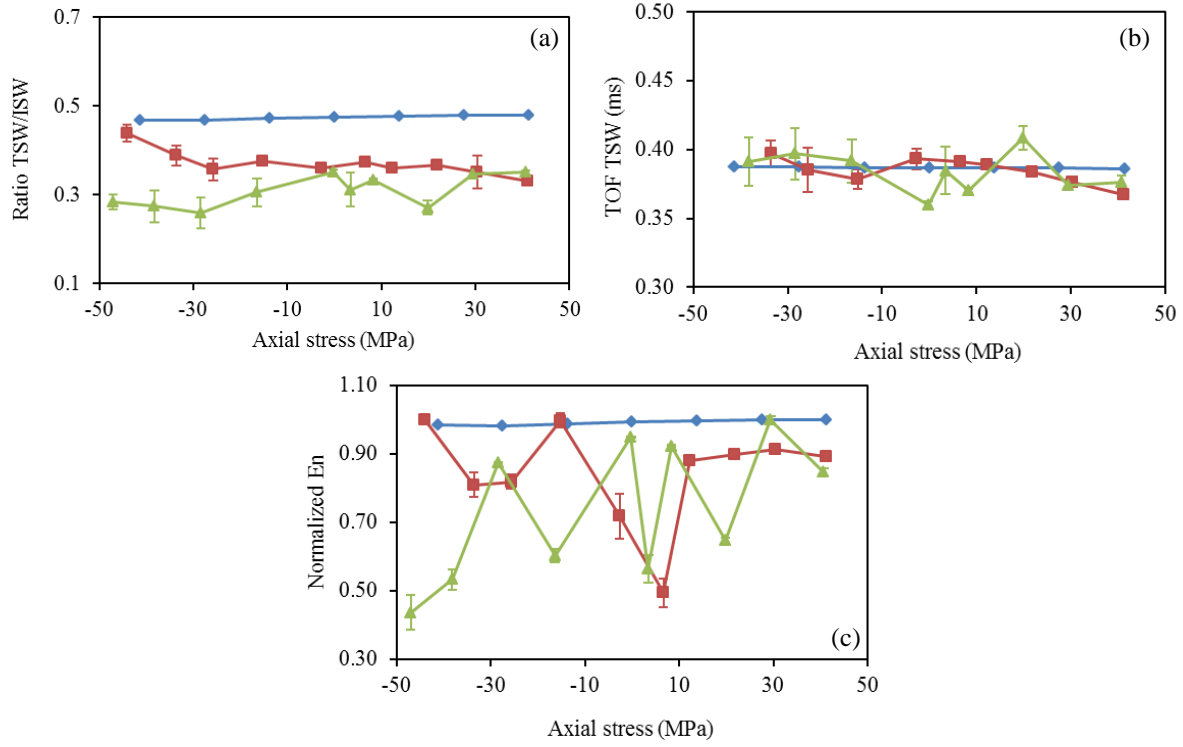 0.7
(a)
0.5
0.3
0.1
Ratio TSW/ISW
-50 -30 -10 10 30 50
Axial stress (MPa)
0.50
(b)
0.45
0.40
0.35
0.30
TOF TSW (ms)
-50 -30 -10 10 30 50
Axial stress (MPa)
1.10
0.90
0.70
0.50
0.30
Normalized En
(c)
-50 -30 -10 10 30 50
Axial stress (MPa)